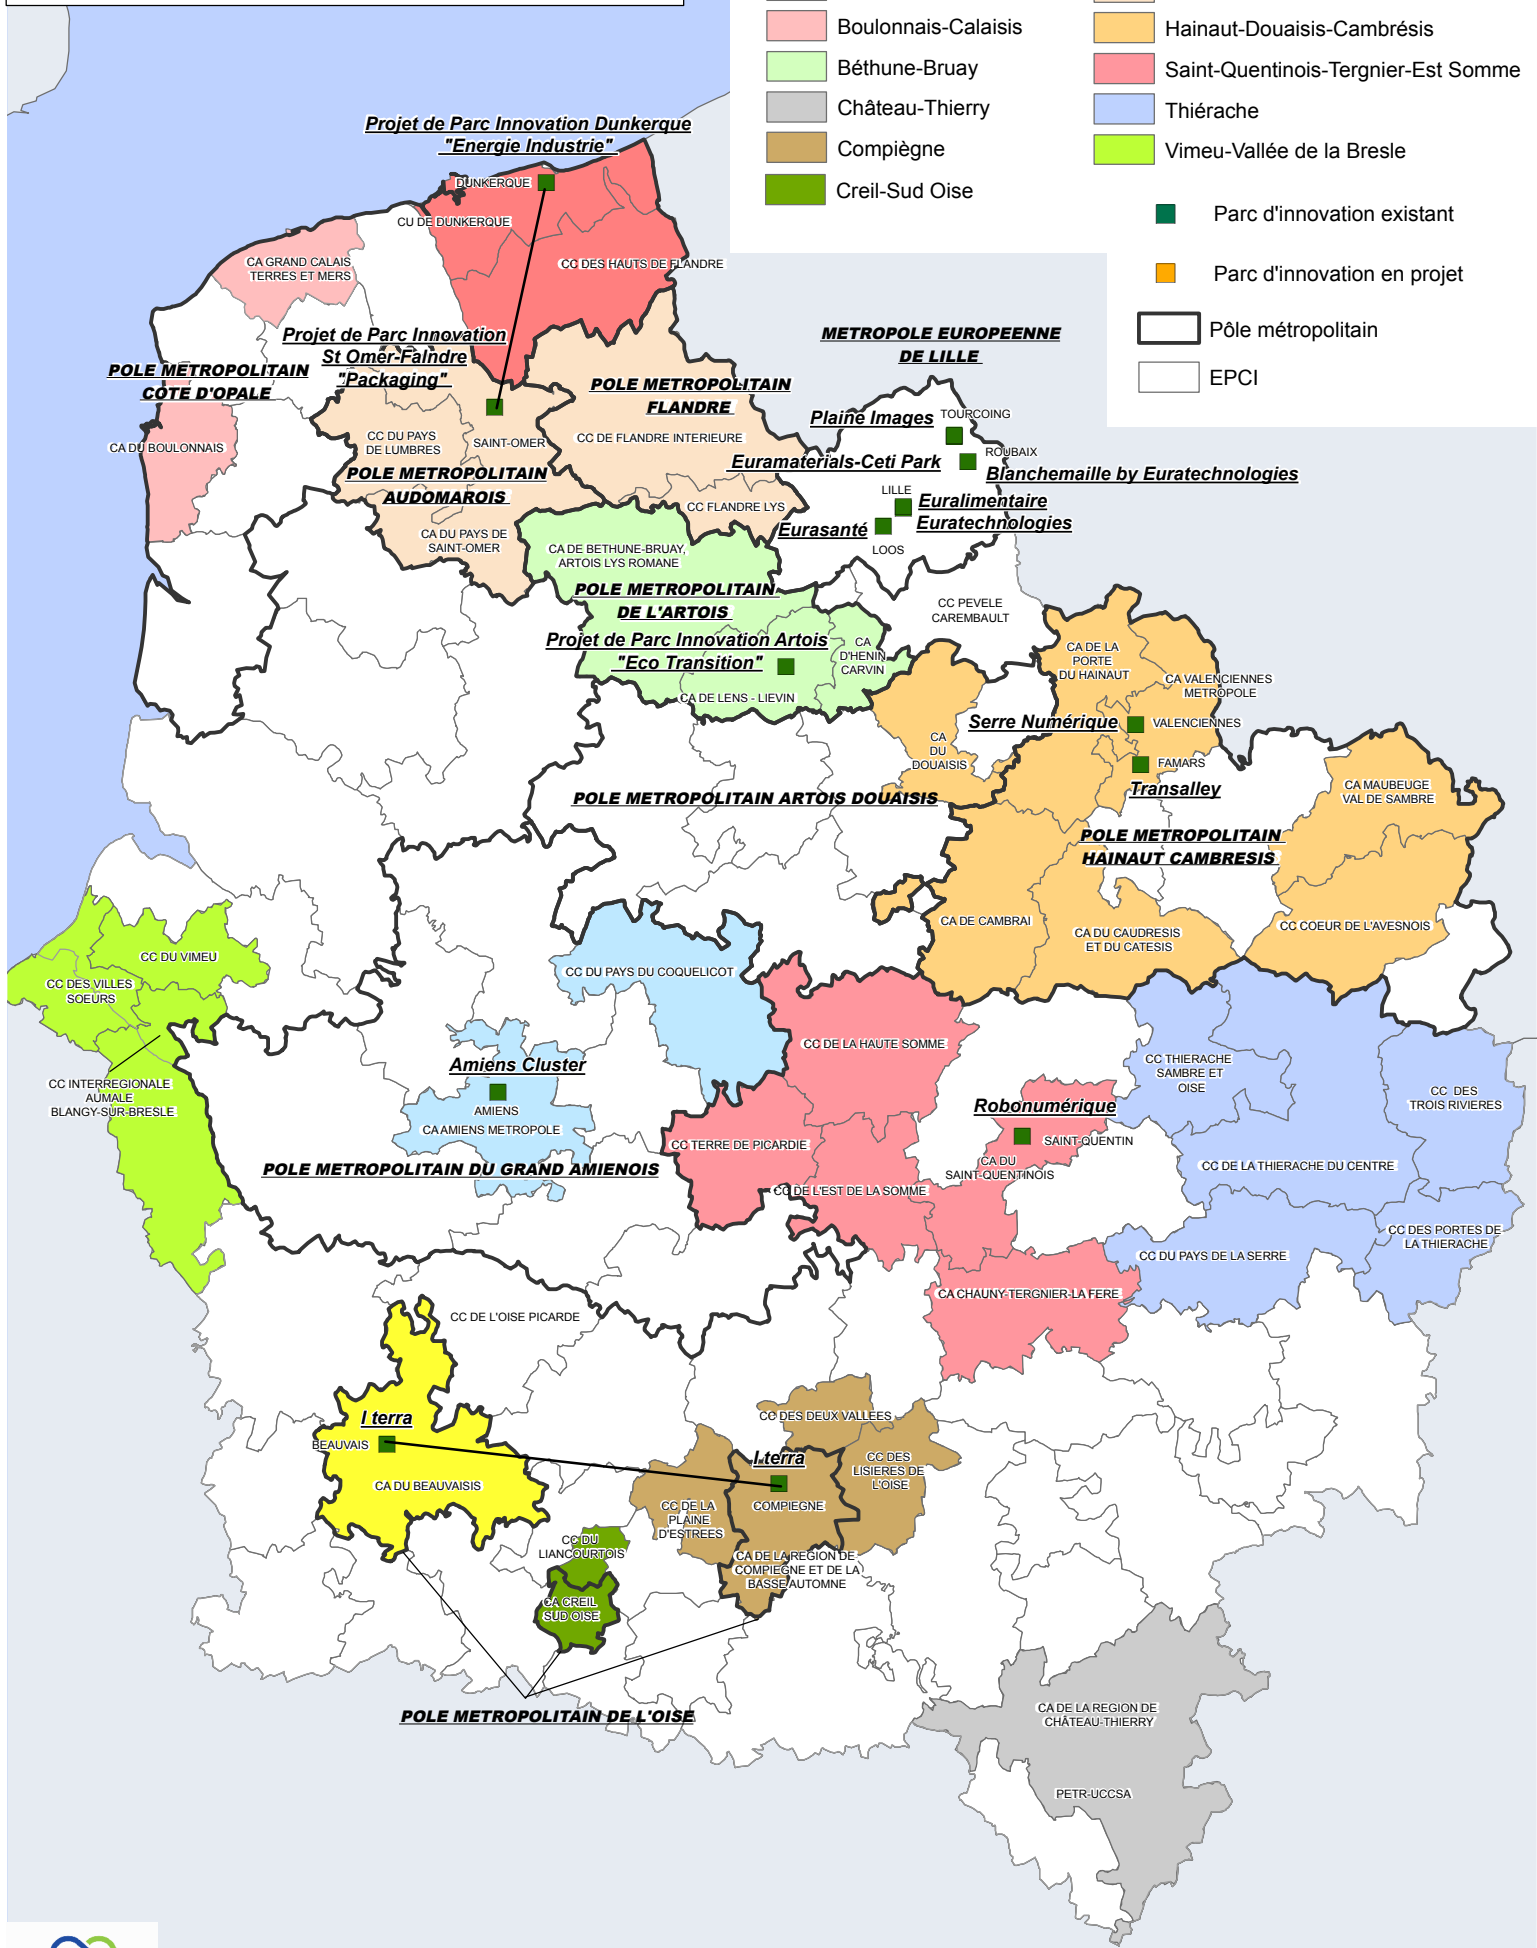 Boulonnais-Calaisis
Béthune-Bruay
Château-Thierry
Compiègne
Creil-Sud Oise
Hainaut-Douaisis-Cambrésis
Saint-Quentinois-Tergnier-Est Somme
Thiérache
Vimeu-Vallée de la Bresle
Parc d'innovation existant
Parc d'innovation en projet
Pôle métropolitain
EPCI
Projet de Parc Innovation Dunkerque
"Energie Industrie"
DUNKERQUE
CU DE DUNKERQUE
CC DES HAUTS DE FLANDRE
CA GRAND CALAIS
TERRES ET MERS
Projet de Parc Innovation
St Omer-Falndre
"Packaging"
POLE METROPOLITAIN
COTE D'OPALE
CA DU BOULONNAIS
CC DU PAYS
DE LUMBRES
SAINT-OMER
POLE METROPOLITAIN
AUDOMAROIS
CA DU PAYS DE
SAINT-OMER
POLE METROPOLITAIN
FLANDRE
CC DE FLANDRE INTERIEURE
CC FLANDRE LYS
METROPOLE EUROPEENNE
DE LILLE
Plaine Images
TOURCOING
ROUBAIX
Euramaterials-Ceti Park
Blanchemaille by Euratechnologies
LILLE
Euralimentaire
Euratechnologies
Eurasanté
LOOS
CA DE BETHUNE-BRUAY,
ARTOIS LYS ROMANE
POLE METROPOLITAIN
DE L'ARTOIS
Projet de Parc Innovation Artois
"Eco Transition"
CA
D'HENIN
CARVIN
CA DE LENS - LIEVIN
CC PEVELE
CAREMBAULT
CA DE LA
PORTE
DU HAINAUT
CA VALENCIENNES
METROPOLE
Serre Numérique
VALENCIENNES
FAMARS
Transalley
CA
DU
DOUAISIS
CA MAUBEUGE
VAL DE SAMBRE
POLE METROPOLITAIN ARTOIS DOUAISIS
POLE METROPOLITAIN
HAINAUT CAMBRESIS
CA DE CAMBRAI
CA DU CAUDRESIS
ET DU CATESIS
CC COEUR DE L'AVESNOIS
CC DU VIMEU
CC DES VILLES
SOEURS
CC INTERREGIONALE
AUMALE
BLANGY-SUR-BRESLE
CC DU PAYS DU COQUELICOT
Amiens Cluster
AMIENS
CA AMIENS METROPOLE
POLE METROPOLITAIN DU GRAND AMIENOIS
CC DE LA HAUTE SOMME
CC TERRE DE PICARDIE
CC DE L'EST DE LA SOMME
Robonumérique
SAINT-QUENTIN
CA DU
SAINT-QUENTINOIS
CC THIERACHE
SAMBRE ET
OISE
CC DES
TROIS RIVIERES
CC DE LA THIERACHE DU CENTRE
CC DES PORTES DE
LA THIERACHE
CC DU PAYS DE LA SERRE
CA CHAUNY-TERGNIER-LA FERE
CC DE L'OISE PICARDE
I terra
BEAUVAIS
CA DU BEAUVAISIS
CC DES DEUX VALLEES
I terra
COMPIEGNE
CC DES
LISIERES DE
L'OISE
CC DE LA
PLAINE
D'ESTREES
CC DU
LIANCOURTOIS
CA DE LA REGION DE
COMPIEGNE ET DE LA
BASSE AUTOMNE
CA CREIL
SUD OISE
POLE METROPOLITAIN DE L'OISE
CA DE LA REGION DE
CHÂTEAU-THIERRY
PETR-UCCSA